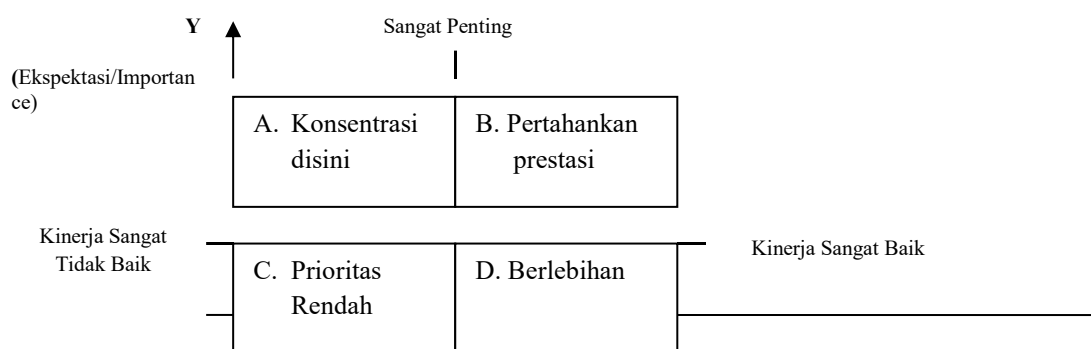 Y
Sangat Penting
(Ekspektasi/Importan
ce)
A. Konsentrasi
disini
B. Pertahankan
prestasi
Kinerja Sangat
Tidak Baik
Kinerja Sangat Baik
C. Prioritas
Rendah
D. Berlebihan